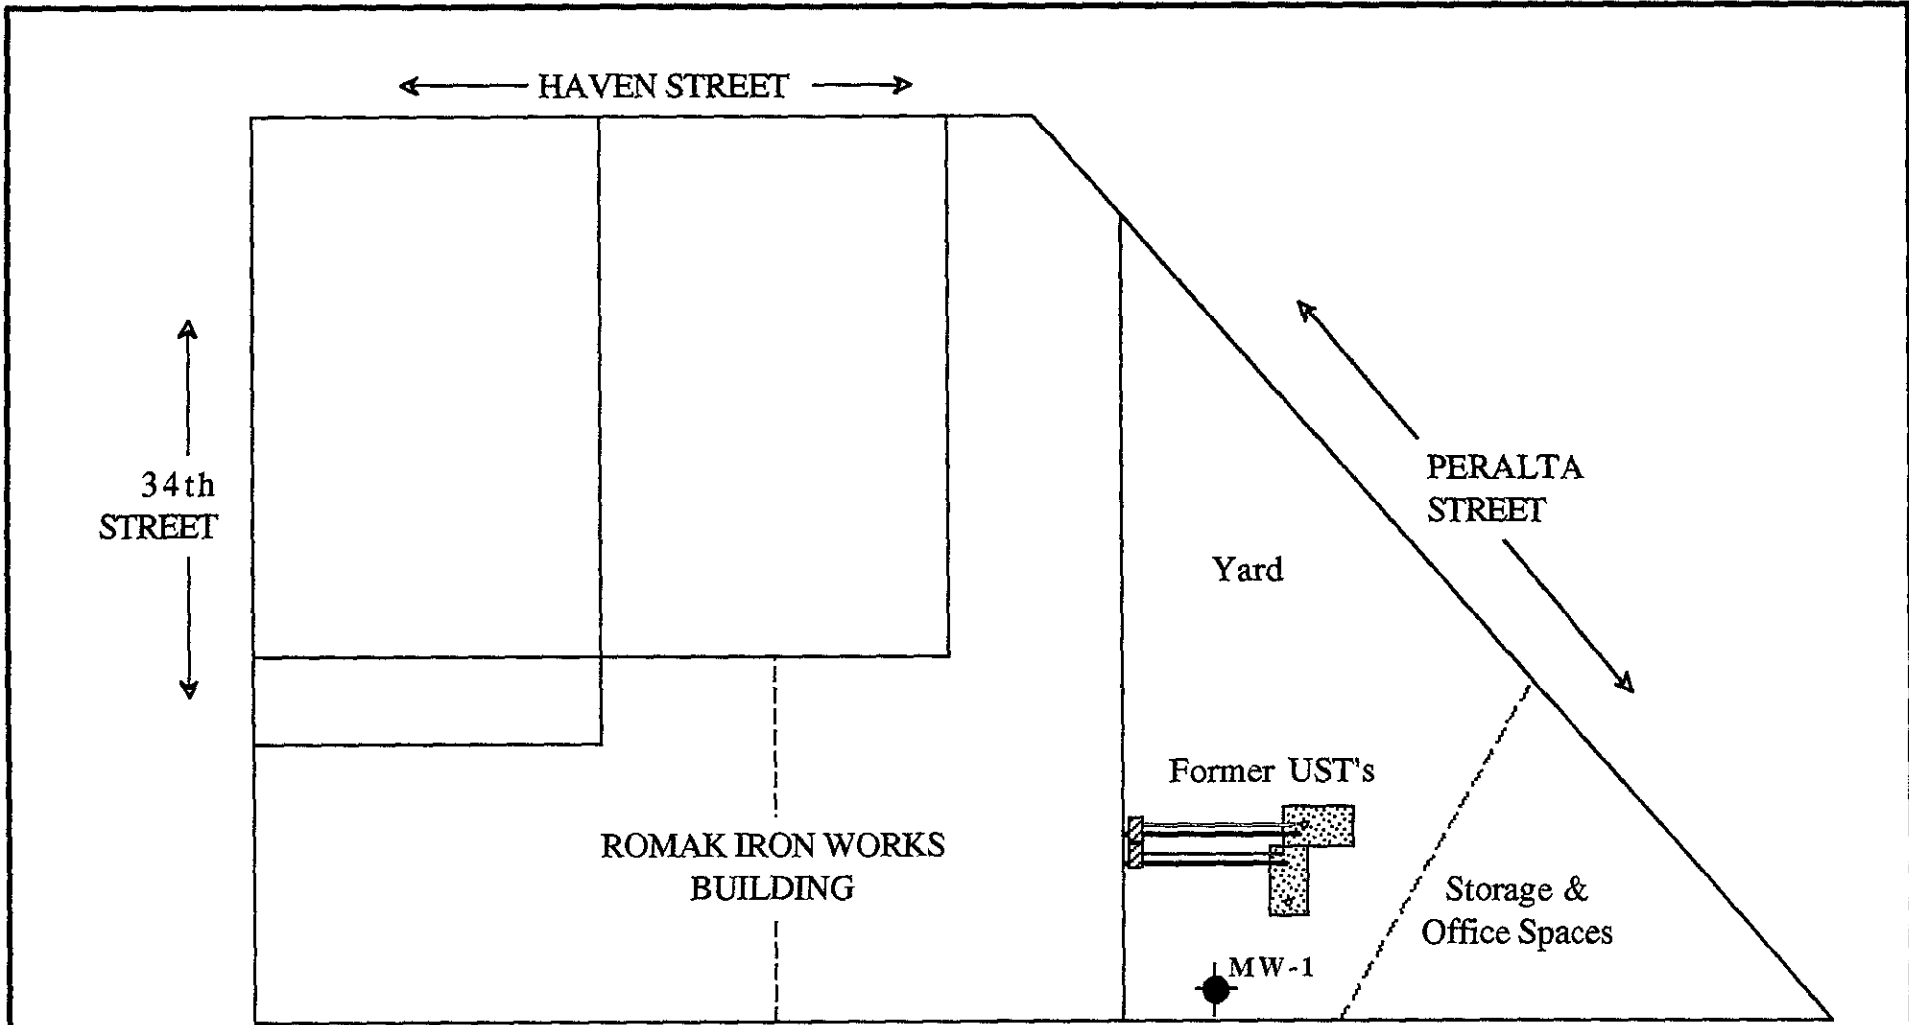 HAVEN STREET
34th
STREET
PERALTA
STREET
Yard
Former UST's
ROMAK IRON WORKS
BUILDING
Storage &
Office Spaces
MW-1